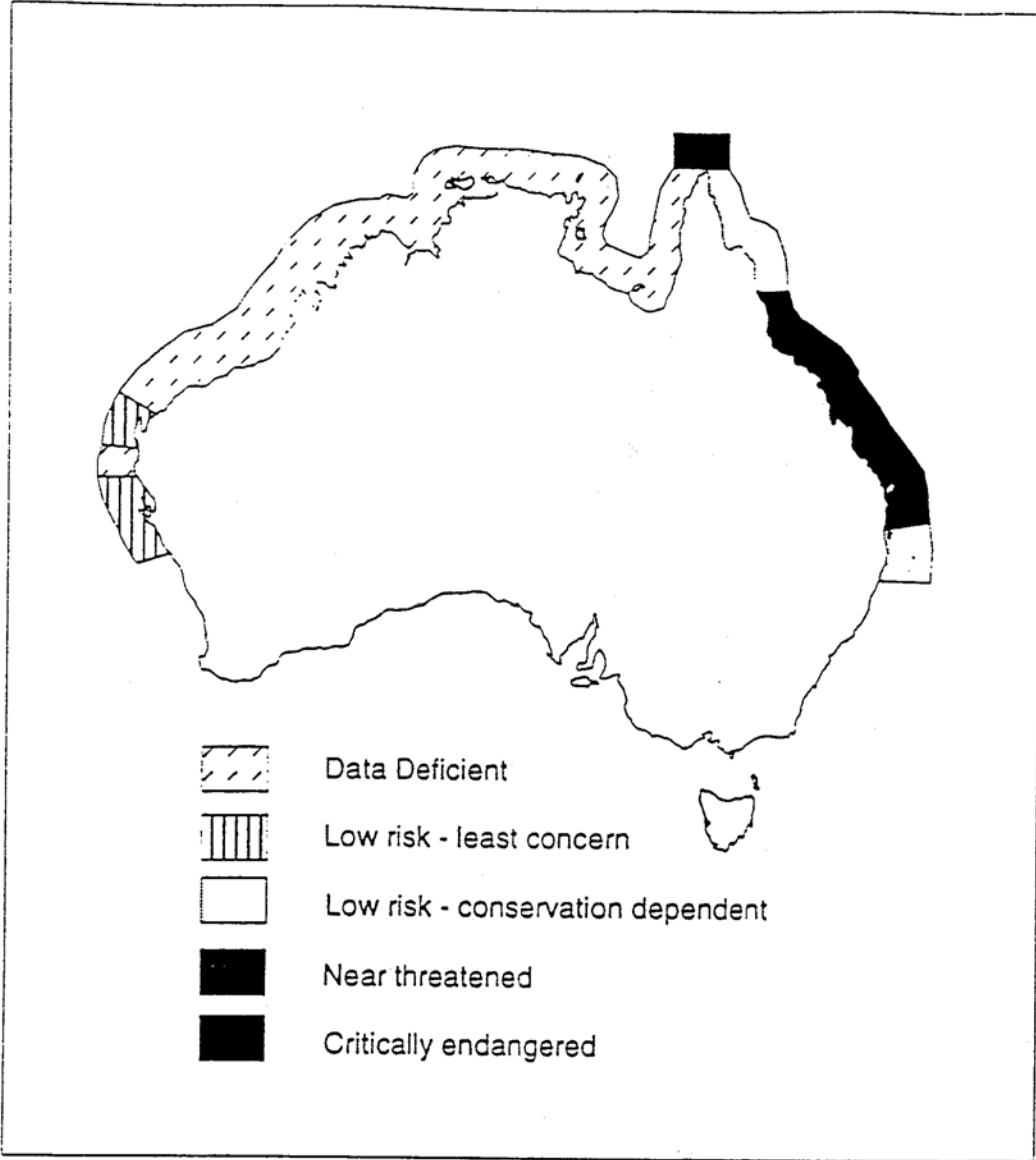 Data Deficient
Low risk - least concern
Low risk - conservation dependent
Near threatened
Critically endangered